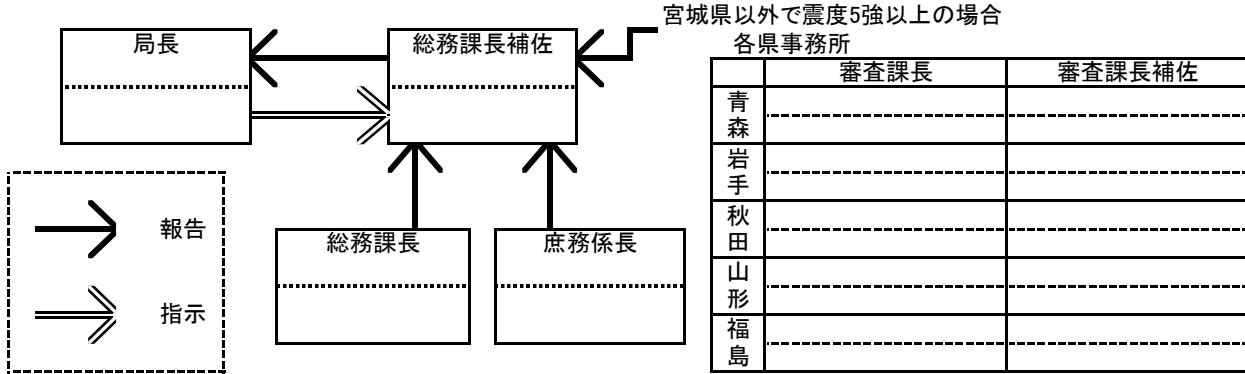 宮城県以外で震度5強以上の場合
局長
総務課長補佐
各県事務所
審査課長
審査課長補佐
青森
岩手
秋田
山形
福島
総務課長
庶務係長
報告
指示